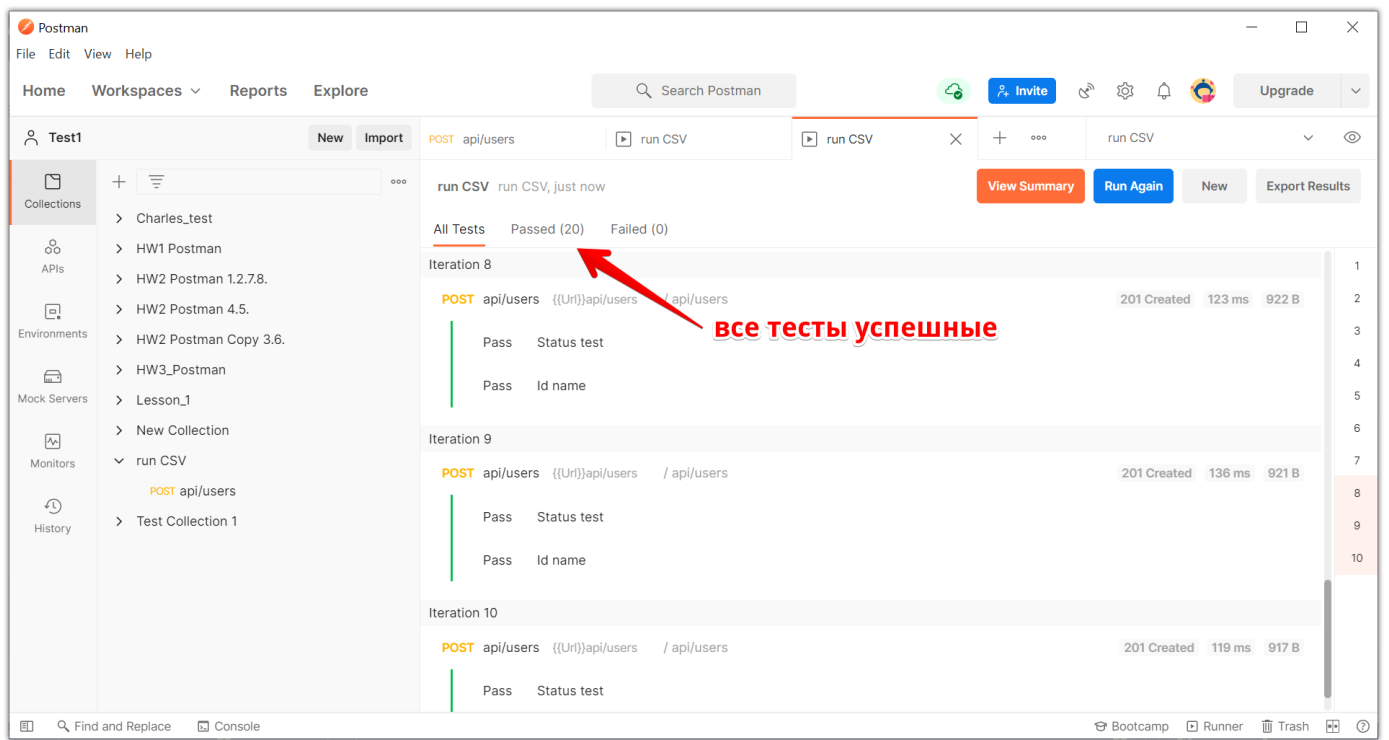 Postman
File Edit View Help
Home Workspaces Reports Explore Search Postman Invite Upgrade
Test1 New Import POST api/users run CSV run CSV run CSV
Collections
APIs
Environments
Mock Servers
Monitors
History
Charles_test
HW1 Postman
HW2 Postman 1.2.7.8.
HW2 Postman 4.5.
HW2 Postman Copy 3.6.
HW3_Postman
Lesson_1
New Collection
run CSV
POST api/users
Test Collection 1
run CSV run CSV, just now View Summary Run Again New Export Results
All Tests Passed (20) Failed (0)
Iteration 8
POST api/users {{Url}}api/users / api/users 201 Created 123 ms 922 B
все тесты успешные
Pass Status test
Pass Id name
Iteration 9
POST api/users {{Url}}api/users / api/users 201 Created 136 ms 921 B
Pass Status test
Pass Id name
Iteration 10
POST api/users {{Url}}api/users / api/users 201 Created 119 ms 917 B
Pass Status test
1
2
3
4
5
6
7
8
9
10
Find and Replace Console Bootcamp Runner Trash